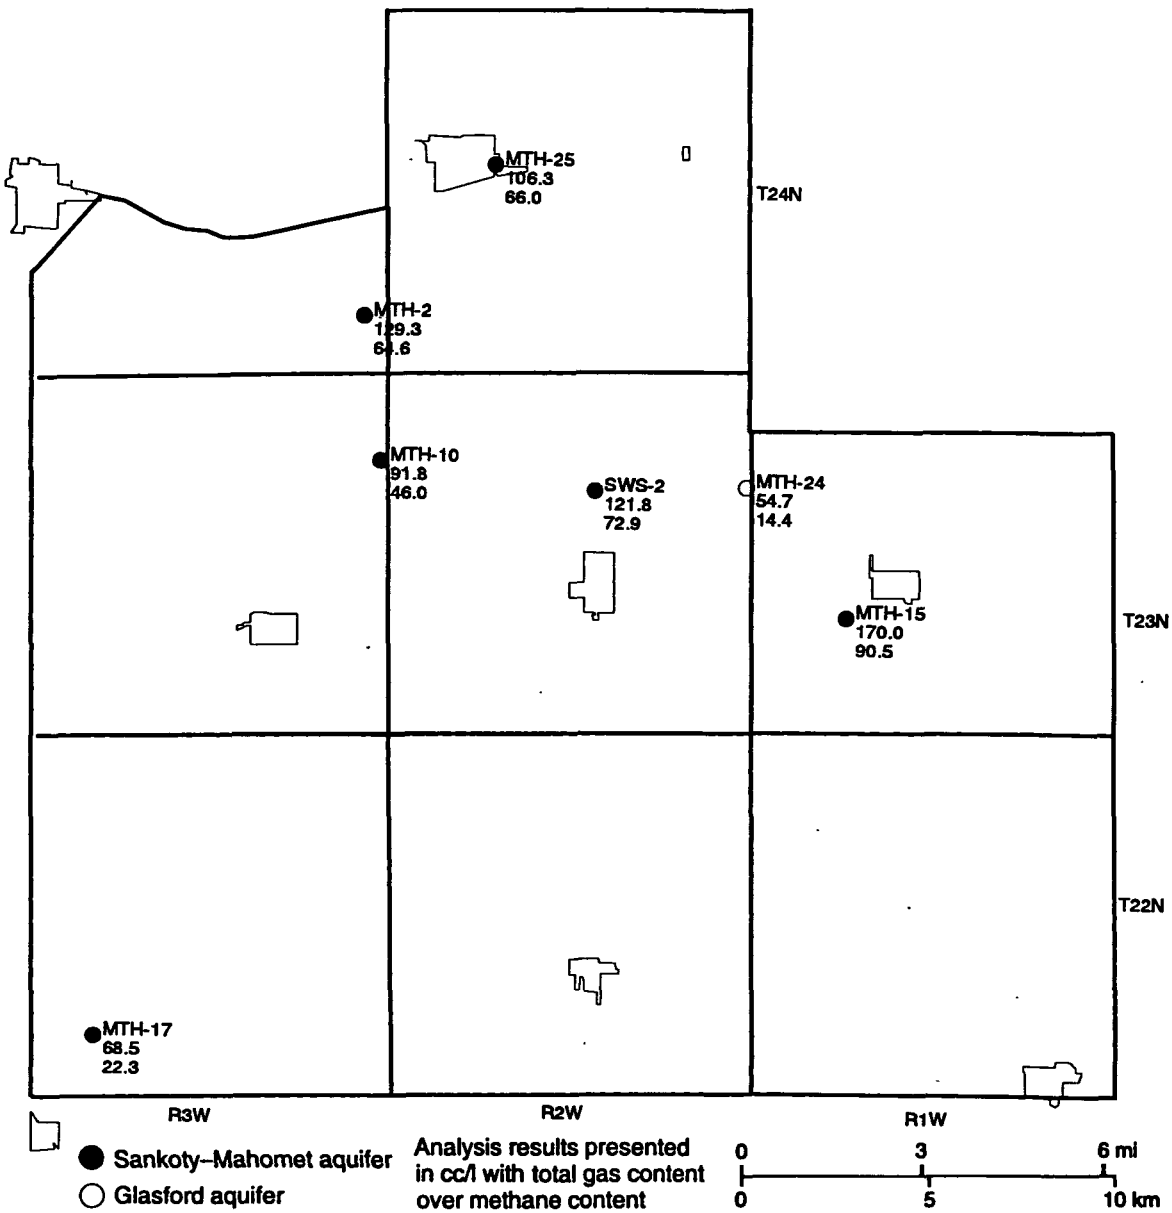 MTH-25
106.3
66.0
T24N
MTH-2
129.3
64.6
MTH-10
91.8
46.0
SWS-2
121.8
72.9
MTH-24
54.7
14.4
MTH-15
170.0
90.5
T23N
T22N
MTH-17
68.5
22.3
R3W
R2W
R1W
Sankoty–Mahomet aquifer
Glasford aquifer
Analysis results presented
in cc/l with total gas content
over methane content
0 3 6 mi
0 5 10 km